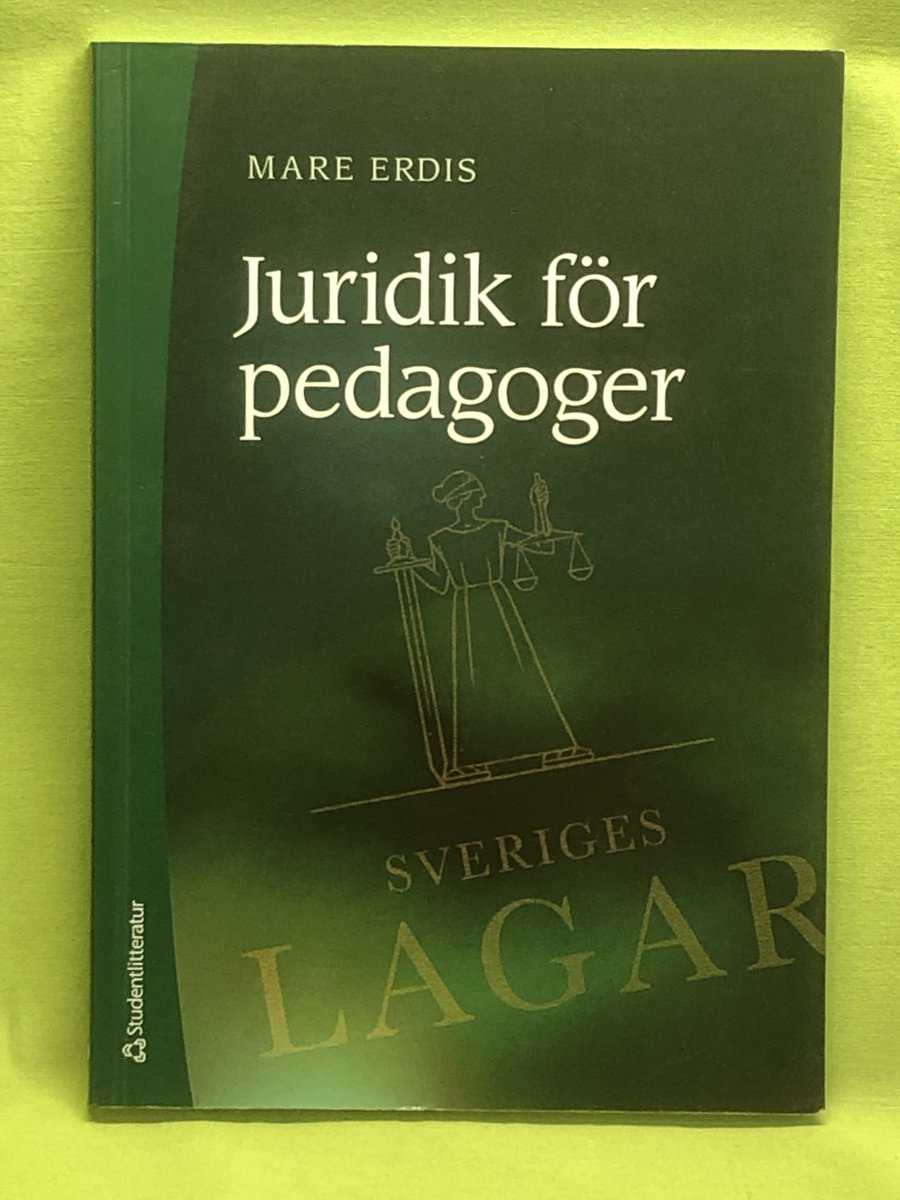 MARE ERDIS
Juridik för
pedagoger
SVERIGES
LAGAR
Studentlitteratur